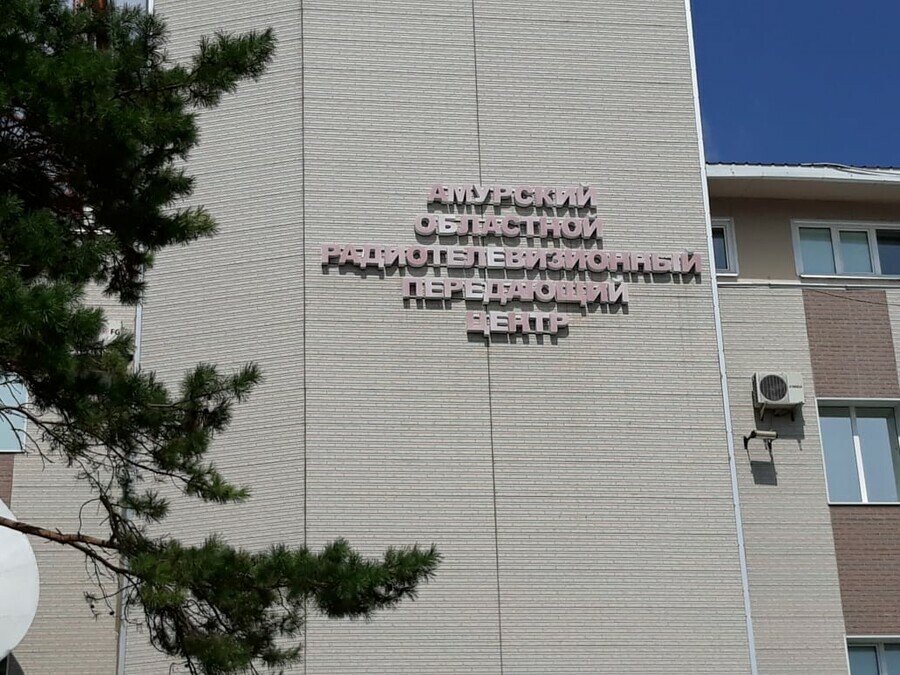 АМУРСКИЙ
ОБЛАСТНОЙ
РАДИОТЕЛЕВИЗИОННЫЙ
ПЕРЕДАЮЩИЙ
ЦЕНТР